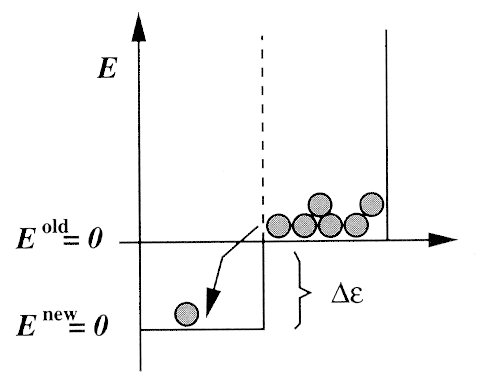 E
E old = 0
Δε
E new = 0